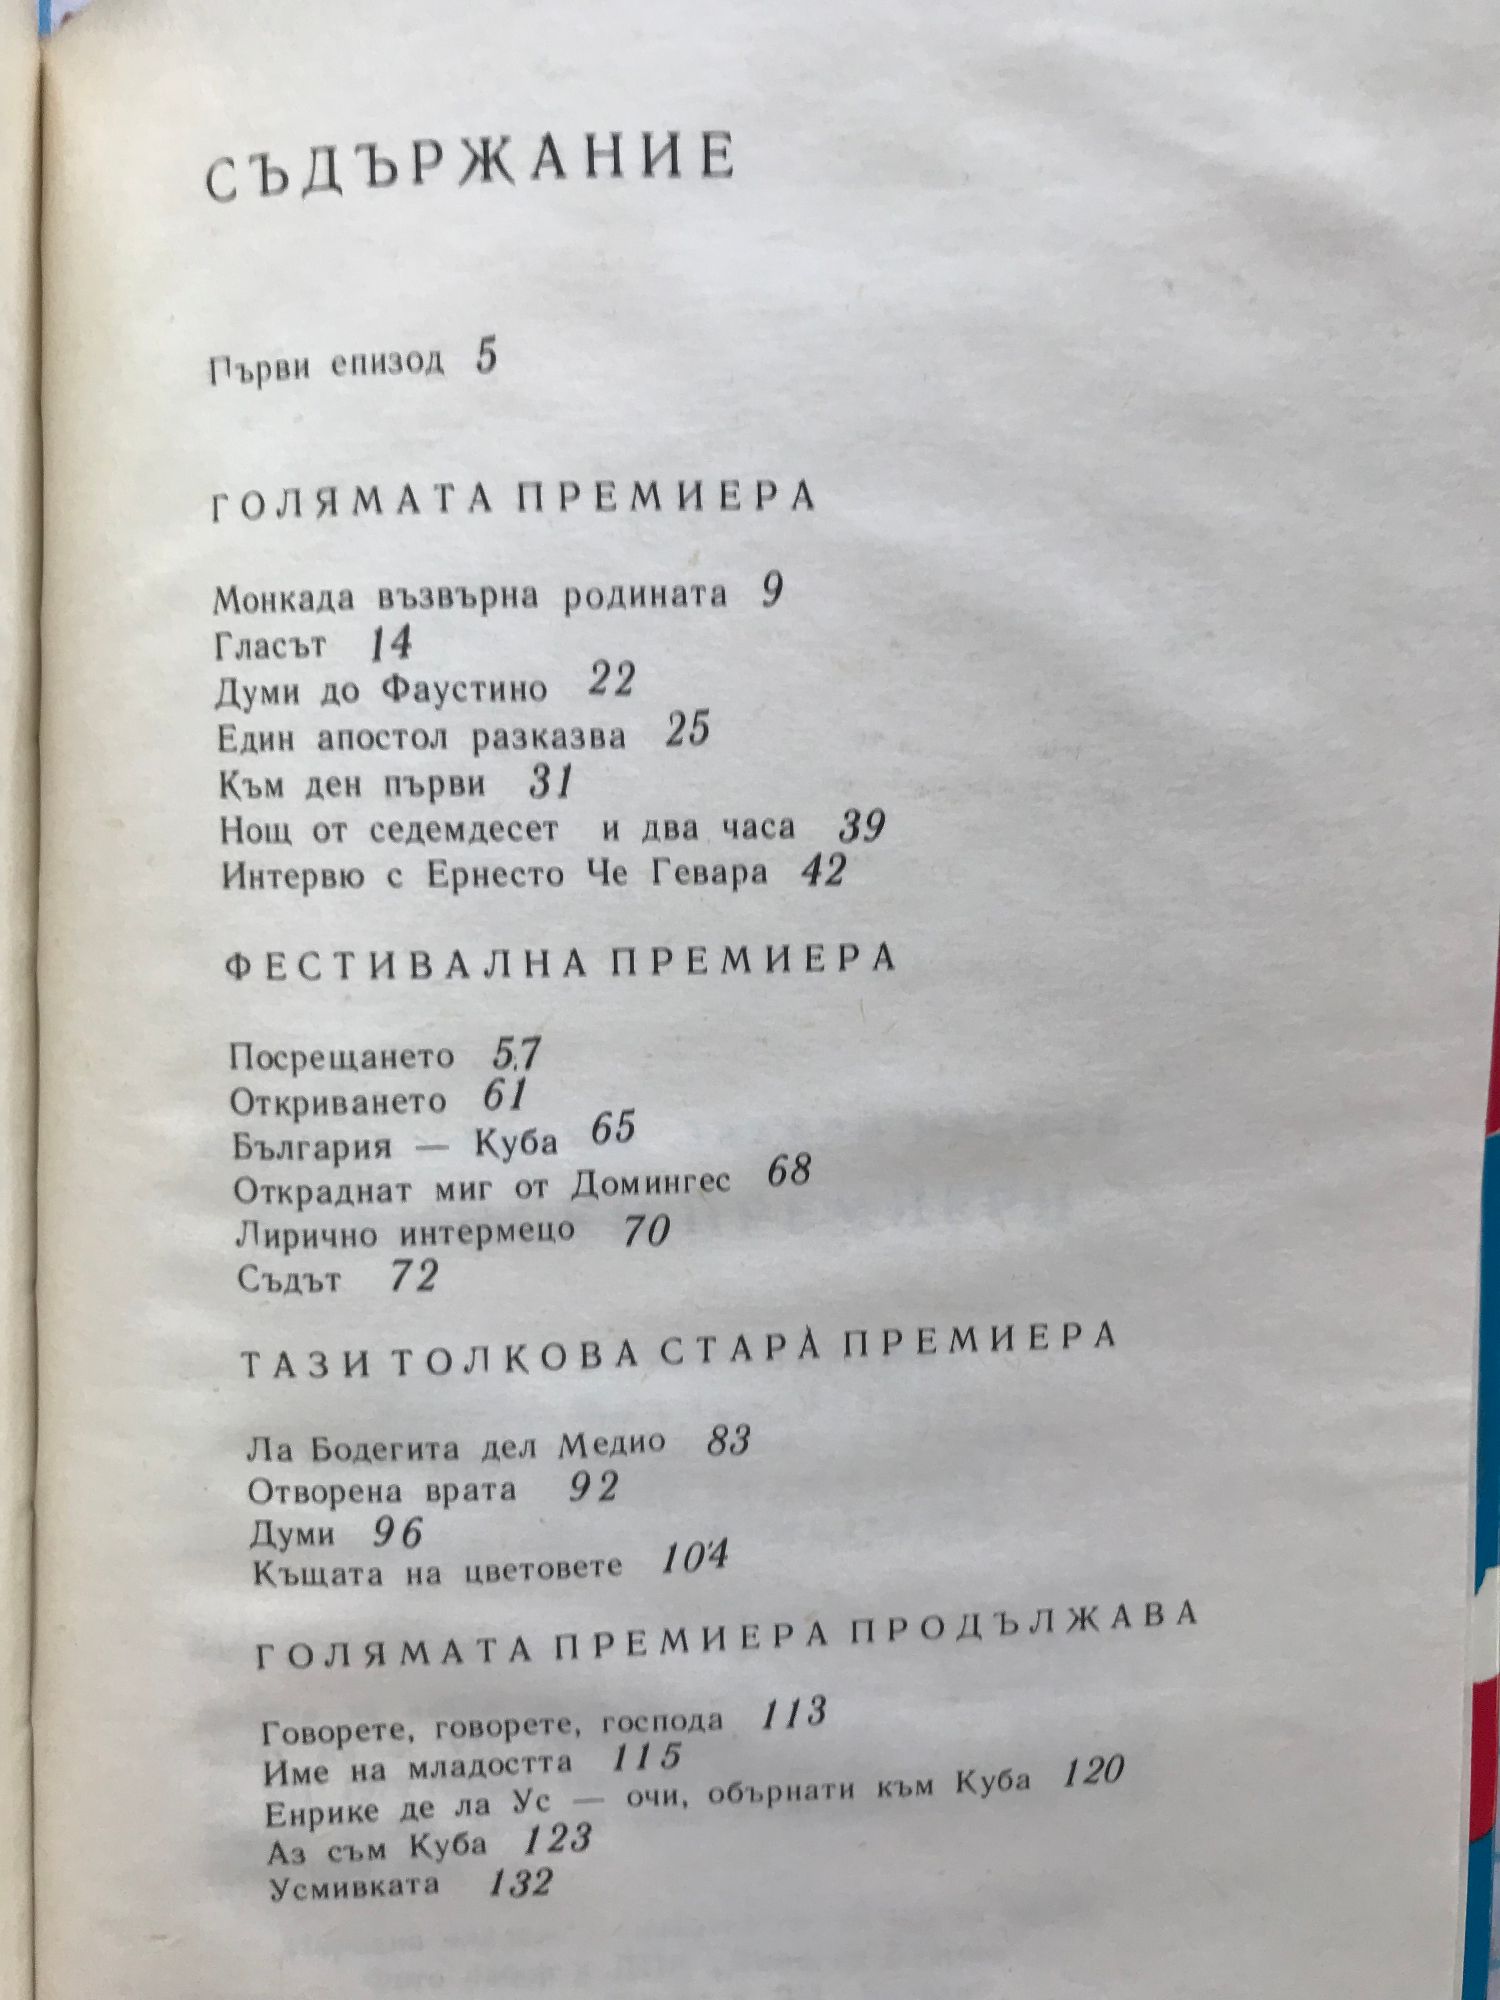 СЪДЪРЖАНИЕ
Първи епизод 5
ГОЛЯМАТА ПРЕМИЕРА
Монкада възвърна родината 9
Гласът 14
Думи до Фаустино 22
Един апостол разказва 25
Към ден първи 31
Нощ от седемдесет и два часа 39
Интервю с Ернесто Че Гевара 42
ФЕСТИВАЛНА ПРЕМИЕРА
Посрещането 57
Откриването 61
България — Куба 65
Откраднат миг от Домингес 68
Лирично интермецо 70
Съдът 72
ТАЗИ ТОЛКОВА СТАРА ПРЕМИЕРА
Ла Бодегита дел Медио 83
Отворена врата 92
Думи 96
Къщата на цветовете 104
ГОЛЯМАТА ПРЕМИЕРА ПРОДЪЛЖАВА
Говорете, говорете, господа 113
Име на младостта 115
Енрике де ла Ус — очи, обърнати към Куба 120
Аз съм Куба 123
Усмивката 132